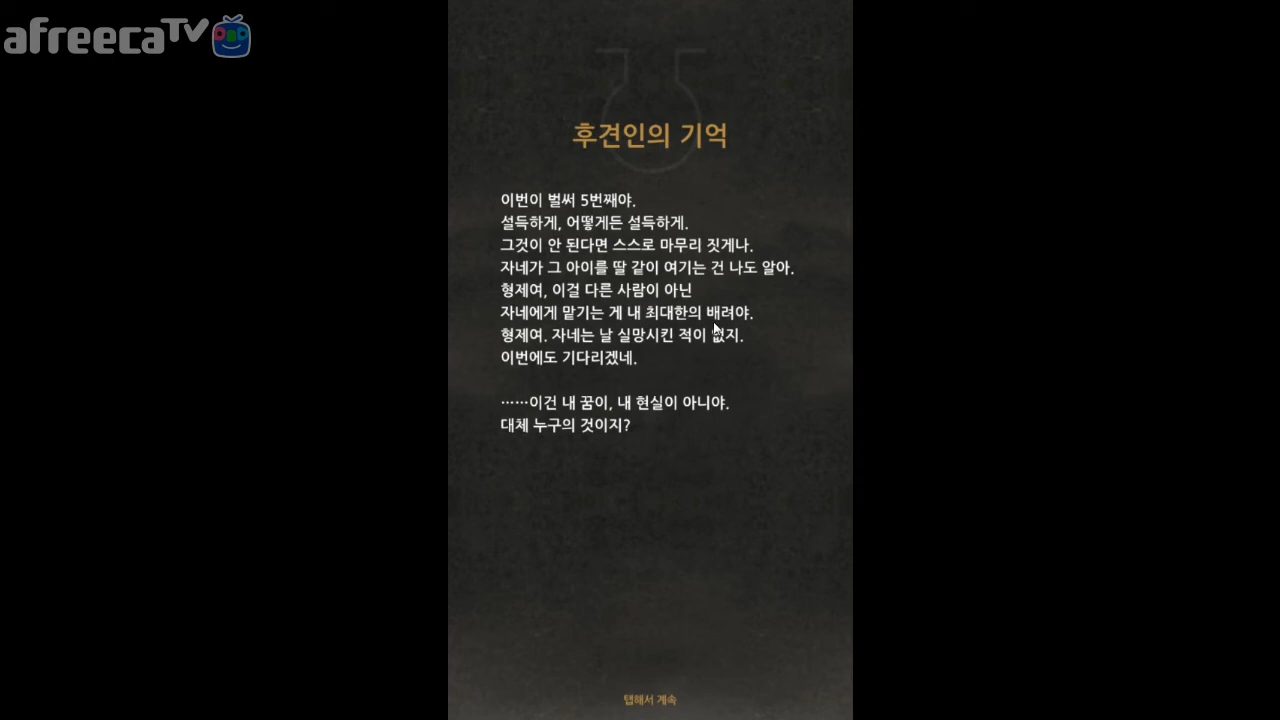 afreecaTV
후견인의 기억
이번이 벌써 5번째야.
설득하게, 어떻게든 설득하게.
그것이 안 된다면 스스로 마무리 짓게나.
자네가 그 아이를 딸 같이 여기는 건 나도 알아.
형제여, 이걸 다른 사람이 아닌
자네에게 맡기는 게 내 최대한의 배려야.
형제여. 자네는 날 실망시킨 적이 없지.
이번에도 기다리겠네.
……이건 내 꿈이, 내 현실이 아니야.
대체 누구의 것이지?
탭해서 계속